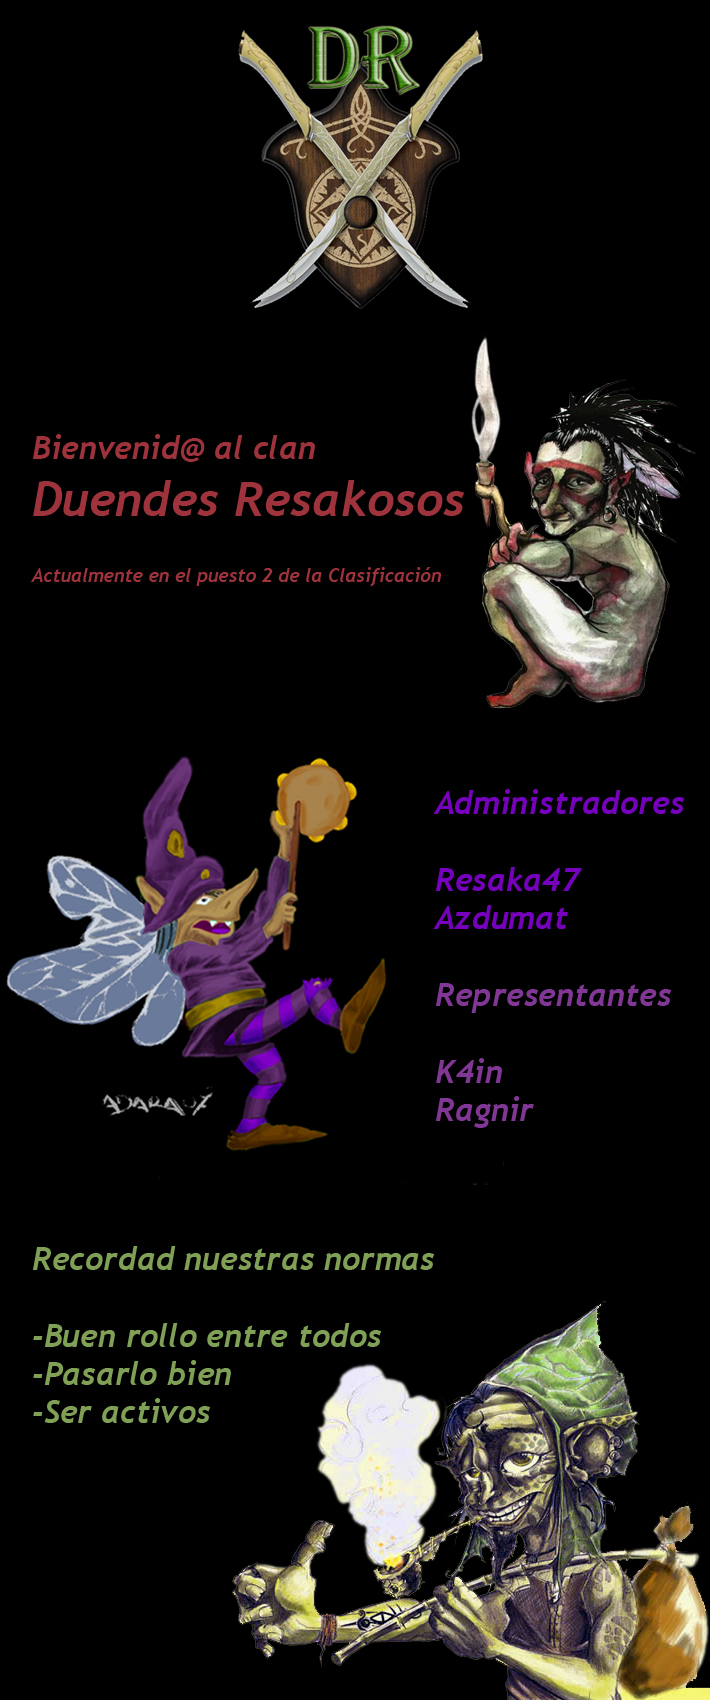 DR
Bienvenid@ al clan
Duendes Resakosos
Actualmente en el puesto 2 de la Clasificación
Administradores
Resaka47
Azdumat
Representantes
K4in
Ragnir
Recordad nuestras normas
-Buen rollo entre todos
-Pasarlo bien
-Ser activos